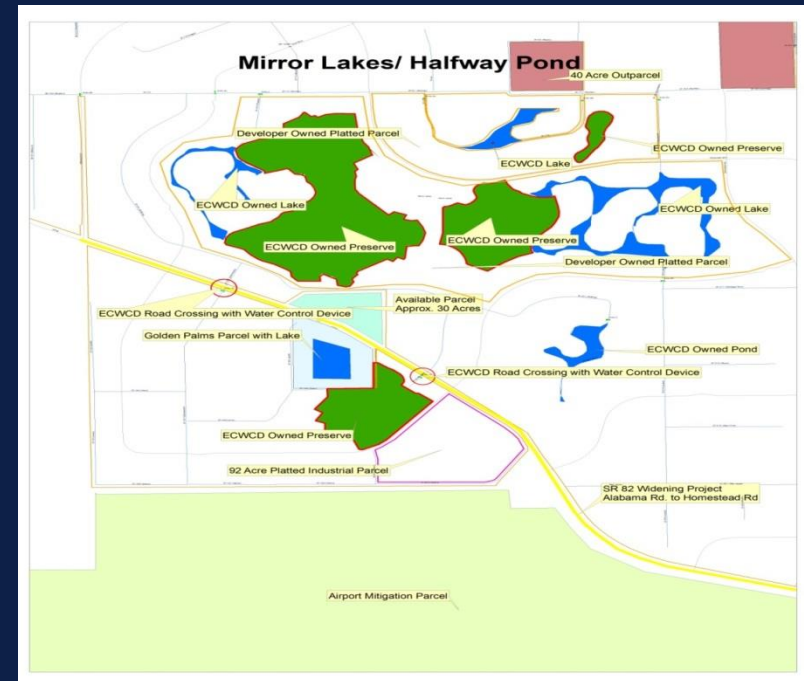 Mirror Lakes/ Halfway Pond
40 Acre Outparcel
Developer Owned Platted Parcel
ECWCD Owned Preserve
ECWCD Lake
ECWCD Owned Lake
ECWCD Owned Lake
ECWCD Owned Preserve
ECWCD Owned Preserve
Developer Owned Platted Parcel
Available Parcel
Approx. 30 Acres
ECWCD Road Crossing with Water Control Device
Golden Palms Parcel with Lake
ECWCD Owned Pond
ECWCD Road Crossing with Water Control Device
ECWCD Owned Preserve
92 Acre Platted Industrial Parcel
SR 82 Widening Project
Alabama Rd. to Homestead Rd
Airport Mitigation Parcel